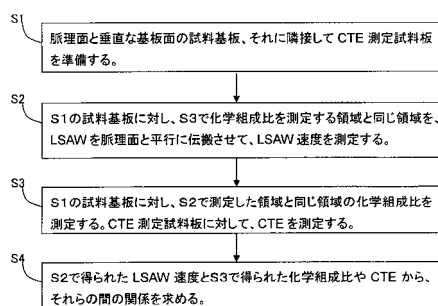 S1
脈理面と垂直な基板面の試料基板、それに隣接して CTE 測定試料板
を準備する。
S2
S1の試料基板に対し、S3で化学組成比を測定する領域と同じ領域を、
LSAWを脈理面と平行に伝搬させて、LSAW 速度を測定する。
S3
S1の試料基板に対し、S2で測定した領域と同じ領域の化学組成比を
測定する。CTE 測定試料板に対して、CTEを測定する。
S4
S2で得られた LSAW 速度とS3で得られた化学組成比や CTE から、
それらの間の関係を求める。